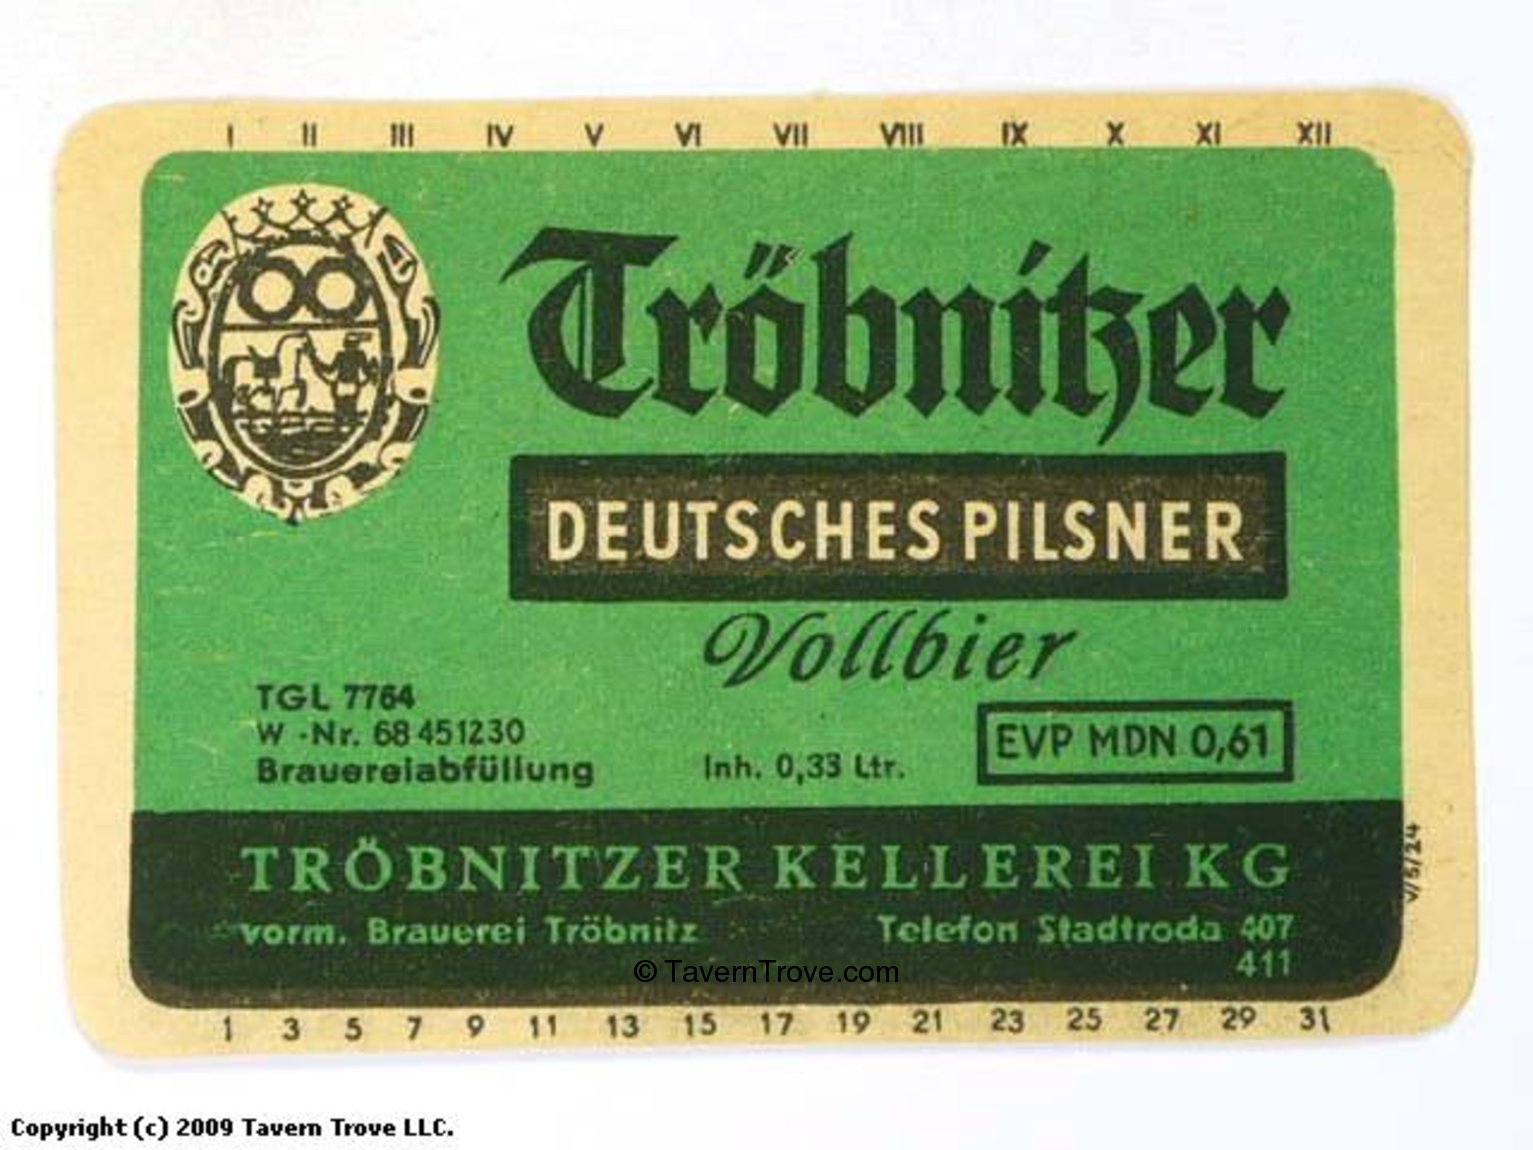 I II III IV V VI VII VIII IX X XI XII
Tröbnitzer
DEUTSCHES PILSNER
Vollbier
TGL 7764
W -Nr. 68 451230
Brauereiabfüllung
Inh. 0,33 Ltr.
EVP MDN 0,61
TRÖBNITZER KELLEREI KG
vorm. Brauerei Tröbnitz
Telefon Stadtroda 407
411
V/5/24
© TavernTrove.com
1 3 5 7 9 11 13 15 17 19 21 23 25 27 29 31
Copyright (c) 2009 Tavern Trove LLC.